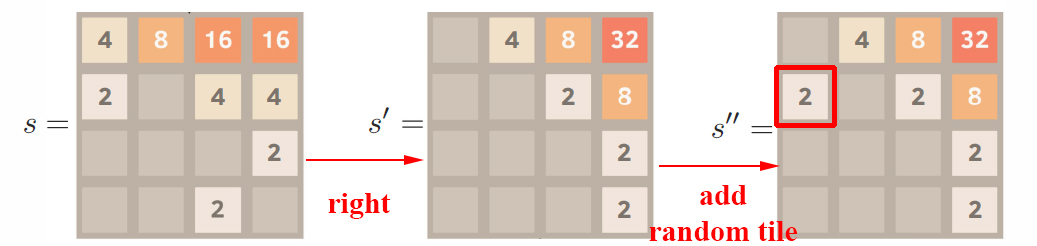 s =
4 8 16 16
2 4 4
2
2
right
s′ =
4 8 32
2 8
2
2
add
random tile
s″ =
4 8 32
2 2 8
2
2